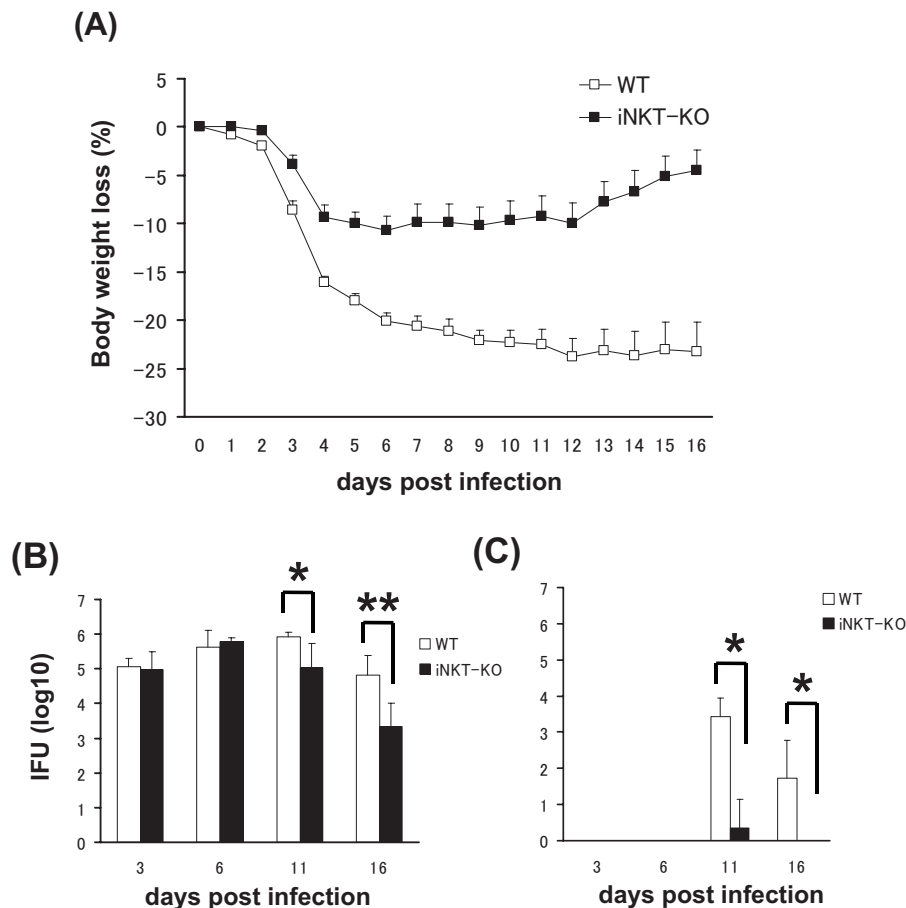 (A)
WT
iNKT-KO
Body weight loss (%)
5
0
-5
-10
-15
-20
-25
-30
0 1 2 3 4 5 6 7 8 9 10 11 12 13 14 15 16
days post infection
(B)
*
**
WT
iNKT-KO
IFU (log10)
7
6
5
4
3
2
1
0
3 6 11 16
days post infection
(C)
*
*
WT
iNKT-KO
7
6
5
4
3
2
1
0
3 6 11 16
days post infection